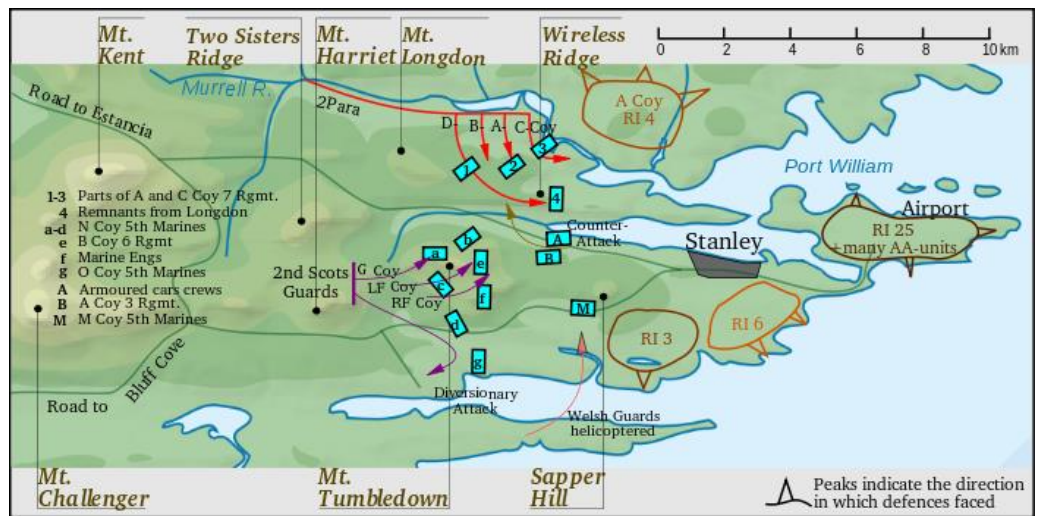 Mt.
Kent
Two Sisters
Ridge
Mt.
Harriet
Mt.
Longdon
Wireless
Ridge
0 2 4 6 8 10 km
Murrell R.
Road to Estancia
2Para
D-
B-
A-
C-Coy
A Coy
RI 4
Port William
1
2
3
4
1-3 Parts of A and C Coy 7 Rgmt.
4 Remnants from Longdon
a-d N Coy 5th Marines
e B Coy 6 Rgmt
f Marine Engs
g O Coy 5th Marines
A Armoured cars crews
B A Coy 3 Rgmt.
M M Coy 5th Marines
Counter-
Attack
A
B
Stanley
Airport
RI 25
+many AA-units
2nd Scots
Guards
G Coy
LF Coy
RF Coy
a
b
c
d
e
f
g
M
RI 3
RI 6
Bluff Cove
Road to
Diversionary
Attack
Welsh Guards
helicoptered
Mt.
Challenger
Mt.
Tumbledown
Sapper
Hill
Peaks indicate the direction
in which defences faced